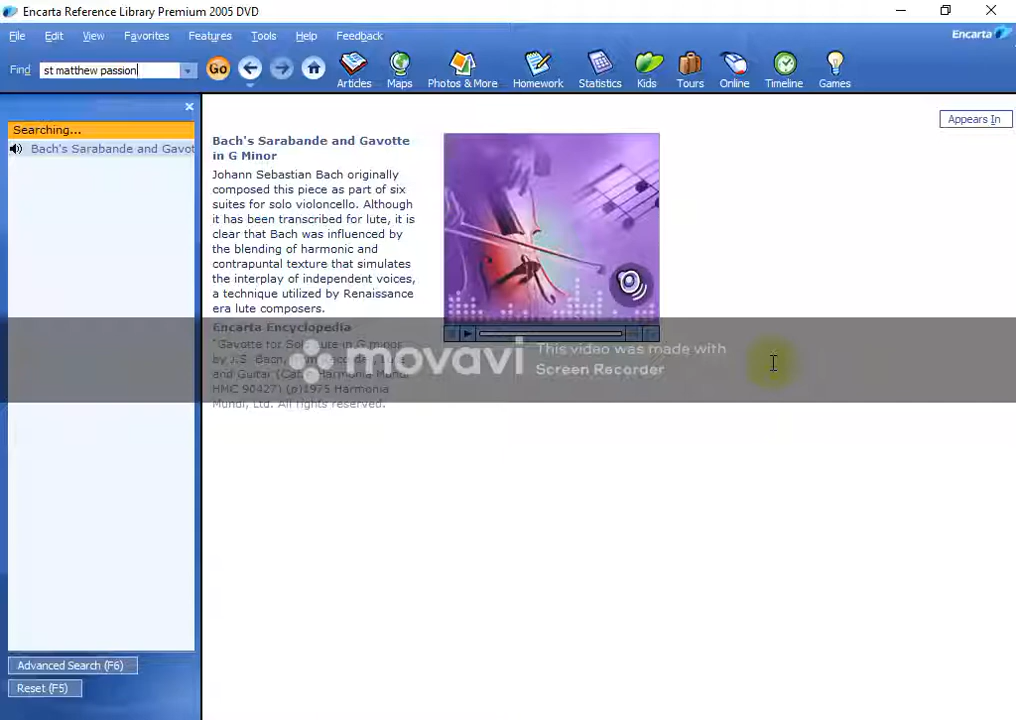 Encarta Reference Library Premium 2005 DVD
File Edit View Favorites Features Tools Help Feedback
Encarta
Find st matthew passion Go
Articles Maps Photos & More Homework Statistics Kids Tours Online Timeline Games
Searching...
Bach's Sarabande and Gavot
Appears In
Bach's Sarabande and Gavotte
in G Minor
Johann Sebastian Bach originally
composed this piece as part of six
suites for solo violoncello. Although
it has been transcribed for lute, it is
clear that Bach was influenced by
the blending of harmonic and
contrapuntal texture that simulates
the interplay of independent voices,
a technique utilized by Renaissance
era lute composers.
Encarta Encyclopedia
"Gavotte for Solo Lute in G minor
by J.S. Bach, from Recorder, Lute
and Guitar (Cat.# Harmonia Mundi
HMC 90427) (p)1975 Harmonia
Mundi, Ltd. All rights reserved.
movavi
This video was made with
Screen Recorder
Advanced Search (F6)
Reset (F5)